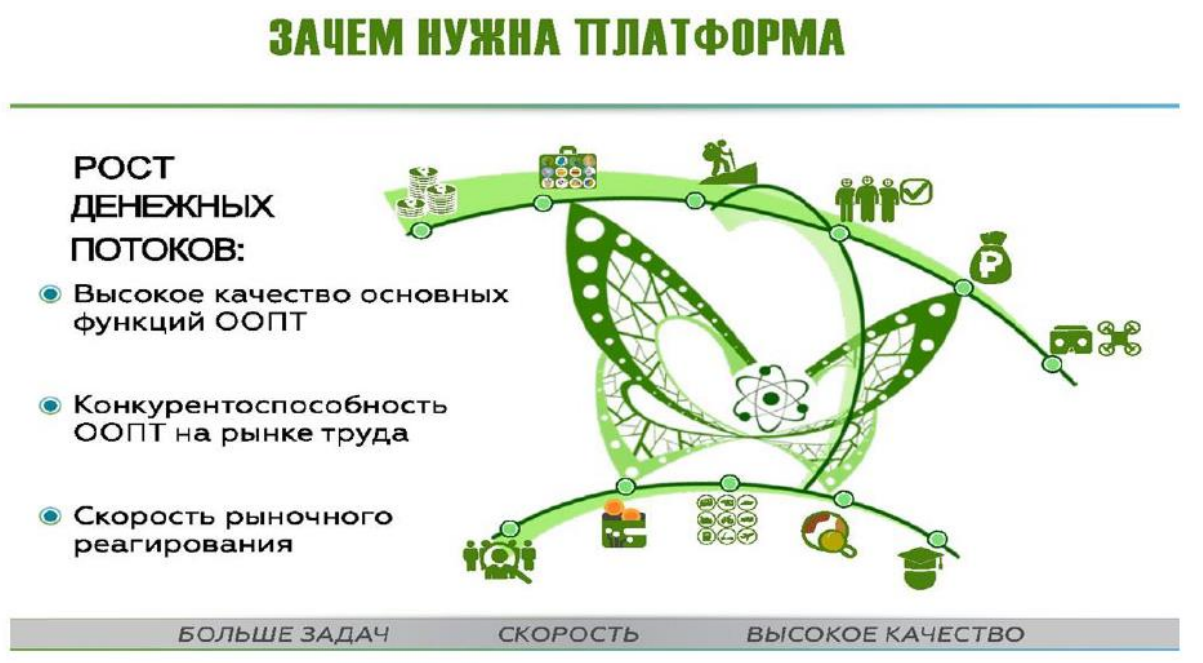 ЗАЧЕМ НУЖНА ПЛАТФОРМА
РОСТ
ДЕНЕЖНЫХ
ПОТОКОВ:
Высокое качество основных
функций ООПТ
Конкурентоспособность
ООПТ на рынке труда
Скорость рыночного
реагирования
БОЛЬШЕ ЗАДАЧ СКОРОСТЬ ВЫСОКОЕ КАЧЕСТВО